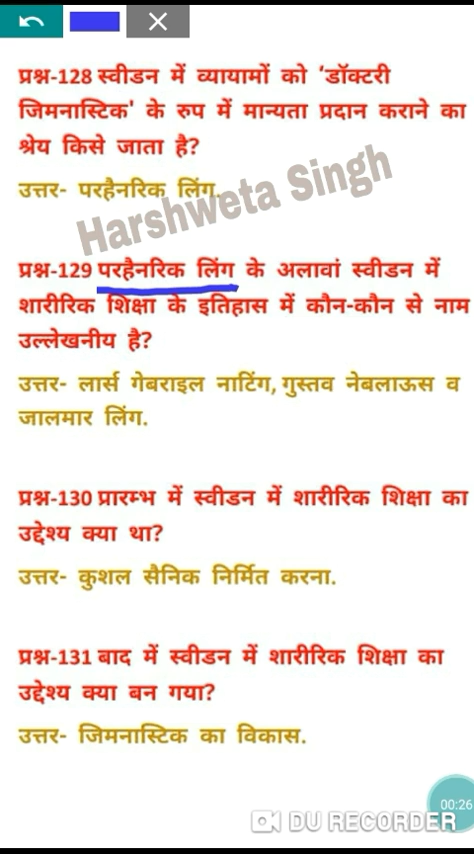 प्रश्न-128 स्वीडन में व्यायामों को 'डॉक्टरी
जिमनास्टिक' के रुप में मान्यता प्रदान कराने का
श्रेय किसे जाता है?
उत्तर- परहैनरिक लिंग.
Harshweta Singh
प्रश्न-129 परहैनरिक लिंग के अलावां स्वीडन में
शारीरिक शिक्षा के इतिहास में कौन-कौन से नाम
उल्लेखनीय है?
उत्तर- लार्स गेबराइल नाटिंग, गुस्तव नेबलाऊस व
जालमार लिंग.
प्रश्न-130 प्रारम्भ में स्वीडन में शारीरिक शिक्षा का
उद्देश्य क्या था?
उत्तर- कुशल सैनिक निर्मित करना.
प्रश्न-131 बाद में स्वीडन में शारीरिक शिक्षा का
उद्देश्य क्या बन गया?
उत्तर- जिमनास्टिक का विकास.
00:26
DU RECORDER